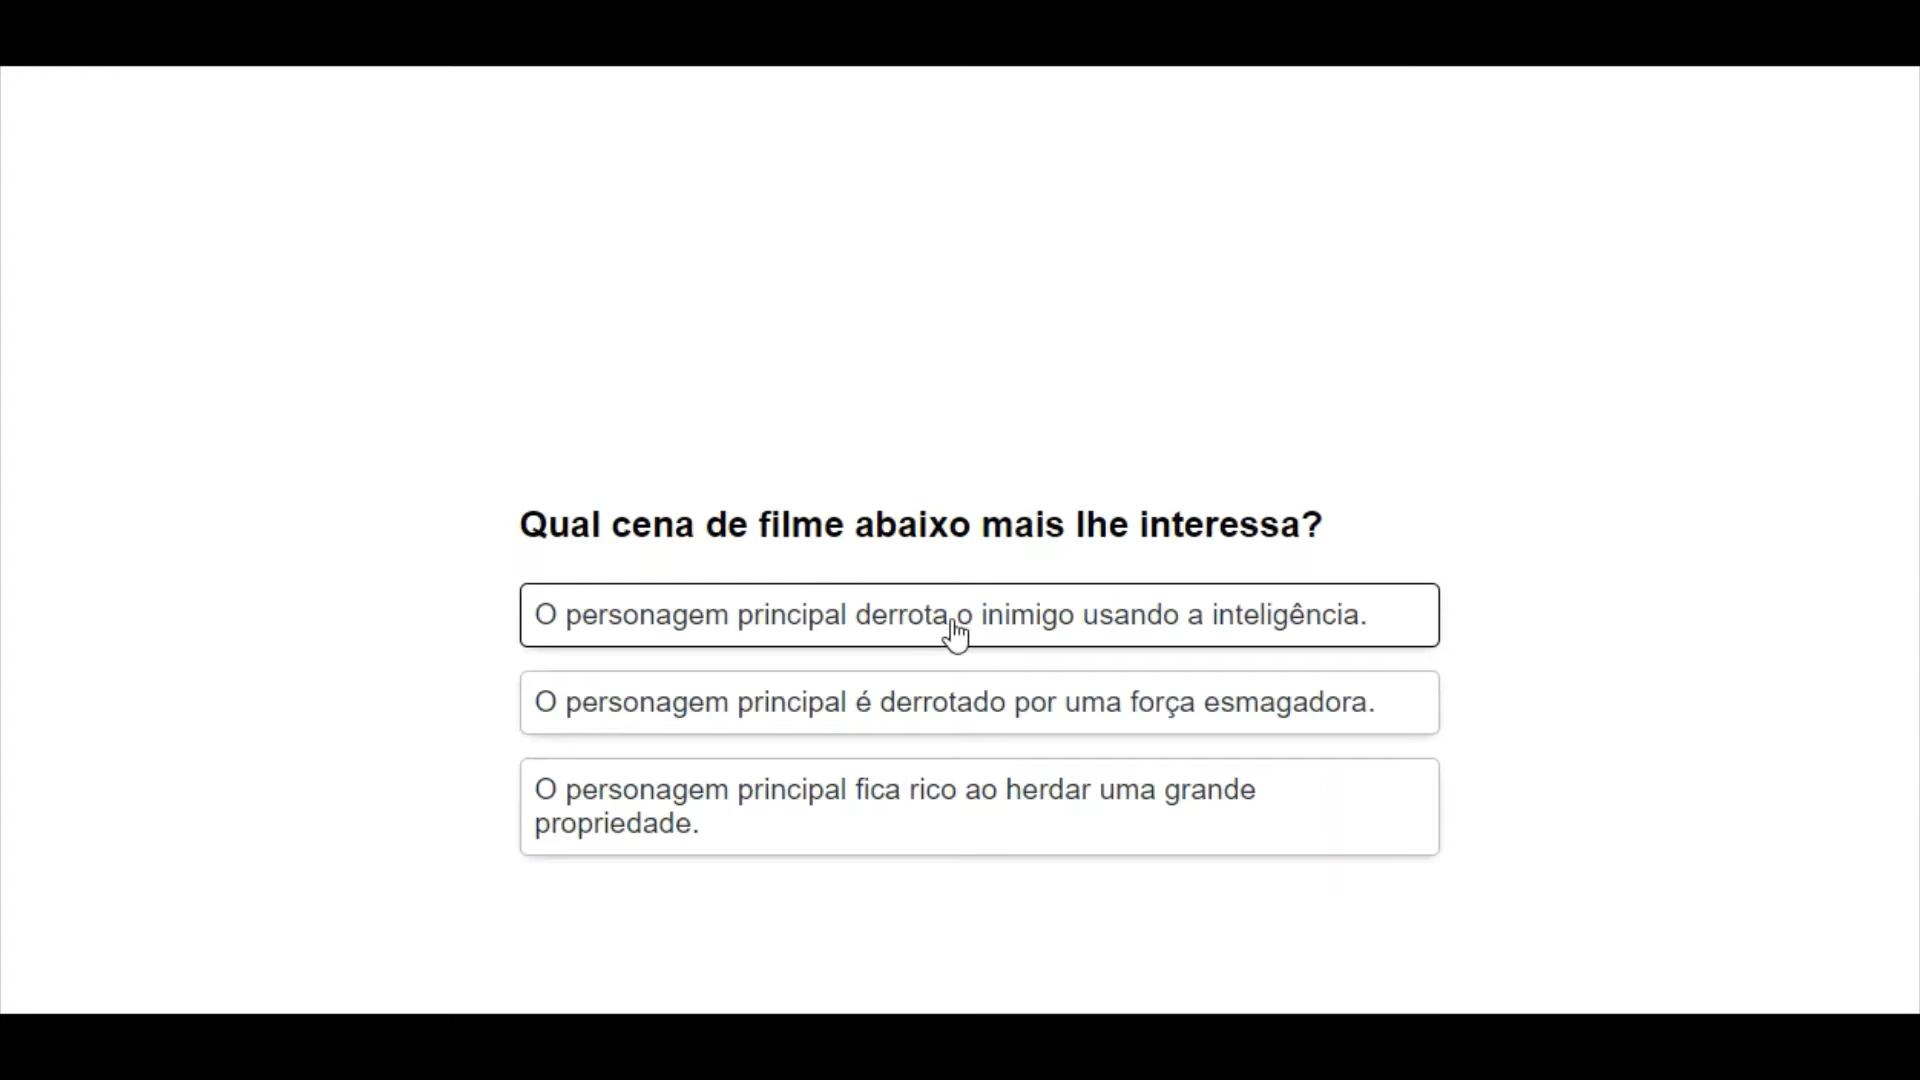 Qual cena de filme abaixo mais lhe interessa?
O personagem principal derrota o inimigo usando a inteligência.
O personagem principal é derrotado por uma força esmagadora.
O personagem principal fica rico ao herdar uma grande
propriedade.